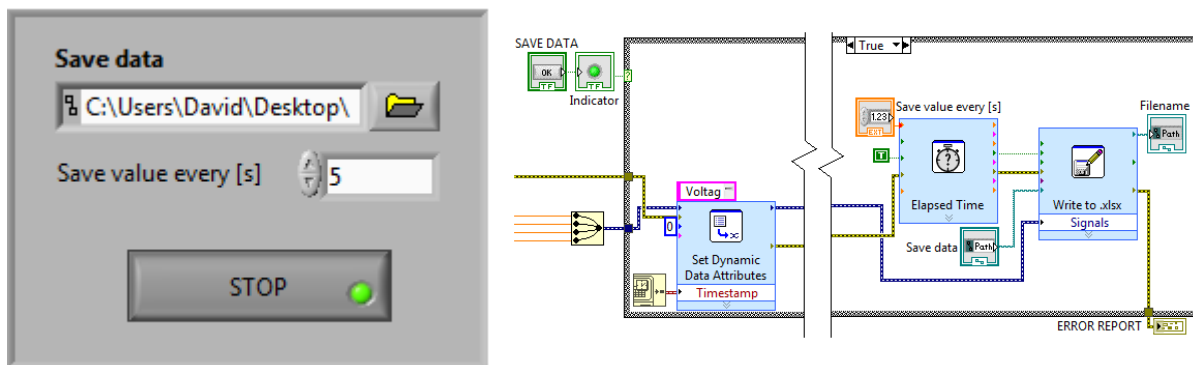 Save data
C:\Users\David\Desktop\
Save value every [s]
5
STOP
SAVE DATA
OK
TF
TF
Indicator
?
True
Voltag
0
Set Dynamic
Data Attributes
Timestamp
Save value every [s]
1.23
EXT
T
Elapsed Time
Save data
Path
Filename
Path
Write to .xlsx
Signals
ERROR REPORT